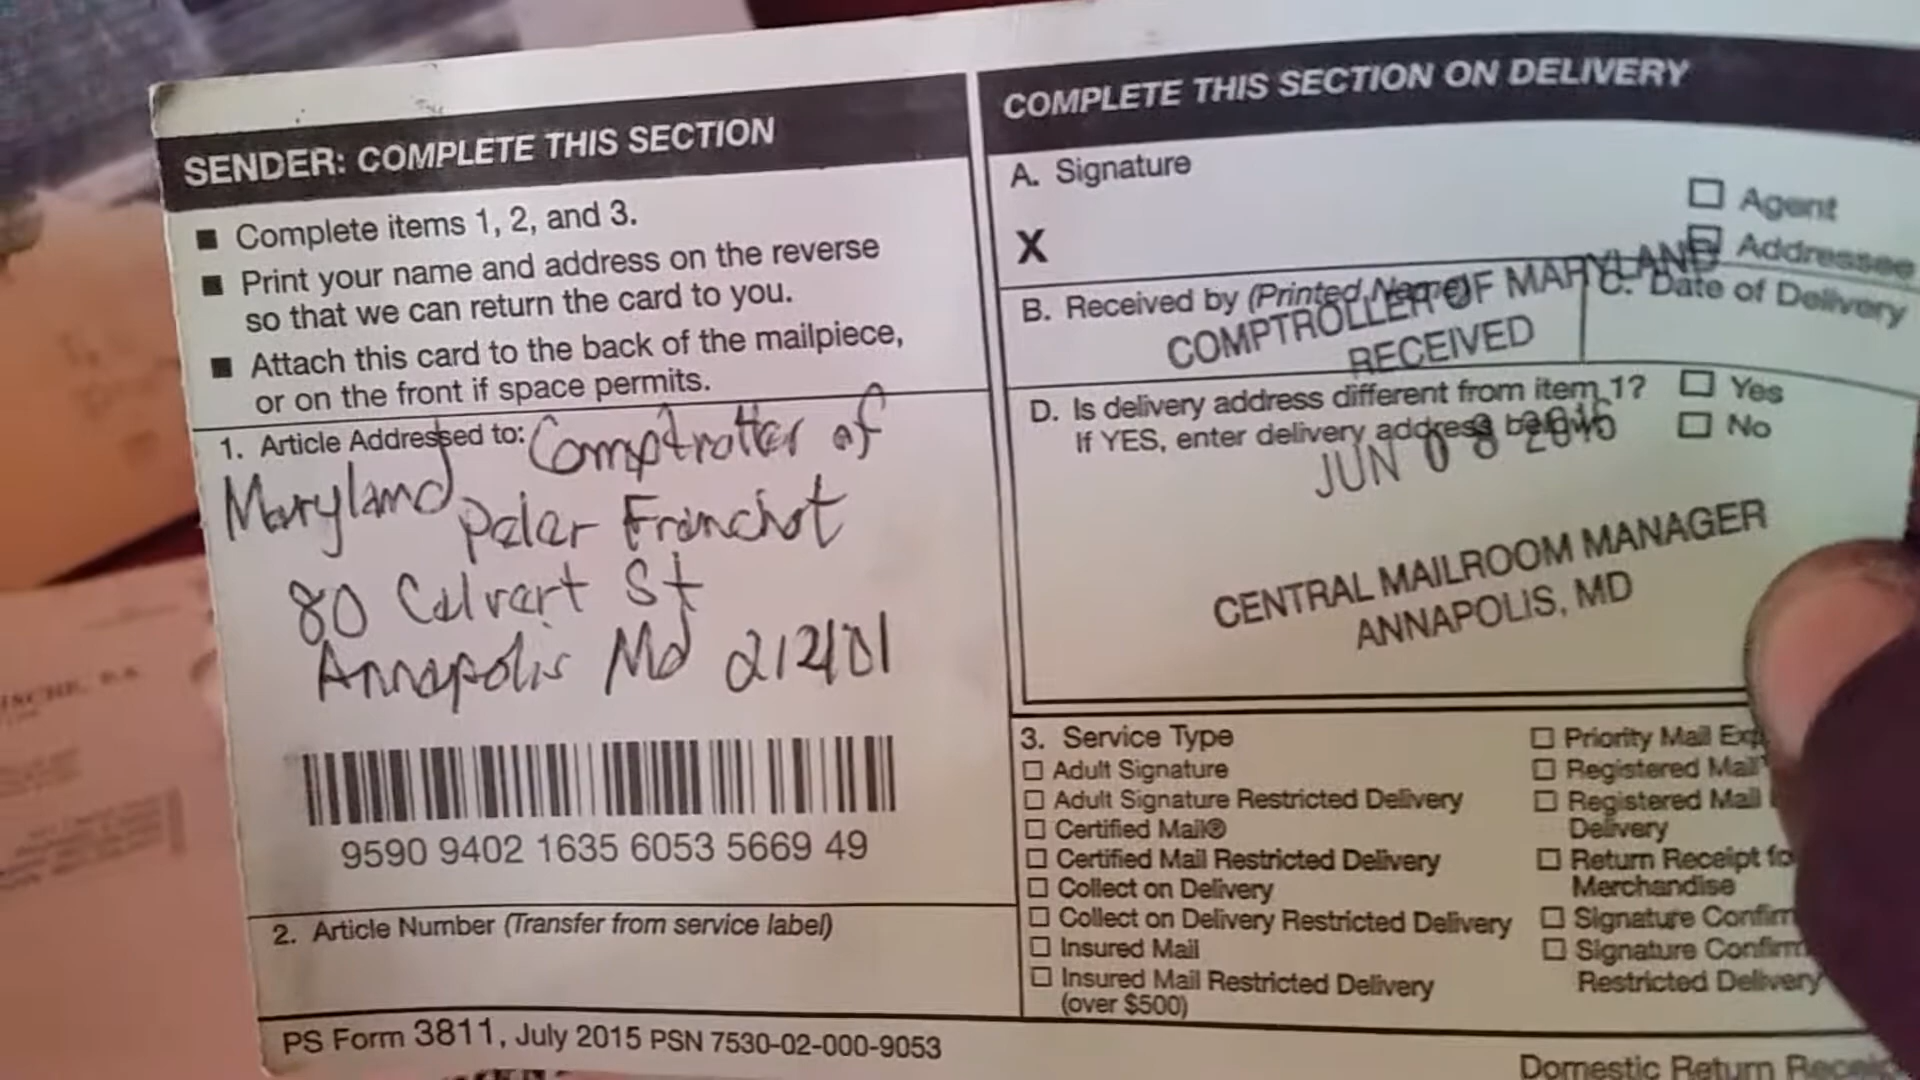 SENDER: COMPLETE THIS SECTION
■ Complete items 1, 2, and 3.
■ Print your name and address on the reverse
so that we can return the card to you.
■ Attach this card to the back of the mailpiece,
or on the front if space permits.
1. Article Addressed to: Comptroller of
Maryland
Peter Franchot
80 Calvert St
Annapolis Md 21401
9590 9402 1635 6053 5669 49
2. Article Number (Transfer from service label)
PS Form 3811, July 2015 PSN 7530-02-000-9053
COMPLETE THIS SECTION ON DELIVERY
A. Signature
X
□ Agent
□ Addressee
B. Received by (Printed Name)
C. Date of Delivery
COMPTROLLER OF MARYLAND
RECEIVED
D. Is delivery address different from item 1? □ Yes
If YES, enter delivery address below: □ No
JUN 08
CENTRAL MAILROOM MANAGER
ANNAPOLIS, MD
3. Service Type
□ Adult Signature
□ Adult Signature Restricted Delivery
□ Certified Mail®
□ Certified Mail Restricted Delivery
□ Collect on Delivery
□ Collect on Delivery Restricted Delivery
□ Insured Mail
□ Insured Mail Restricted Delivery
(over $500)
□ Priority Mail Exp
□ Registered Mail
□ Registered Mail
Delivery
□ Return Receipt fo
Merchandise
□ Signature Confirm
□ Signature Confirm
Restricted Delivery
Domestic Return Receip